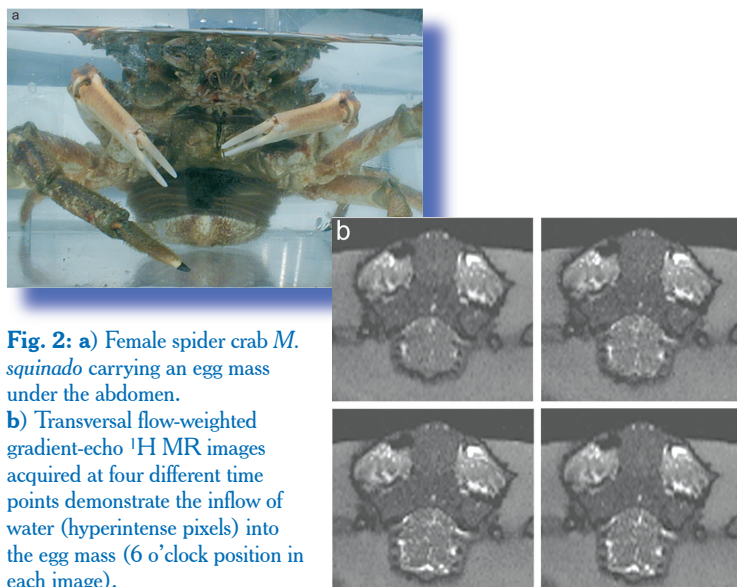 a
b
Fig. 2: a) Female spider crab M.
squinado carrying an egg mass
under the abdomen.
b) Transversal flow-weighted
gradient-echo ¹H MR images
acquired at four different time
points demonstrate the inflow of
water (hyperintense pixels) into
the egg mass (6 o’clock position in
each image).